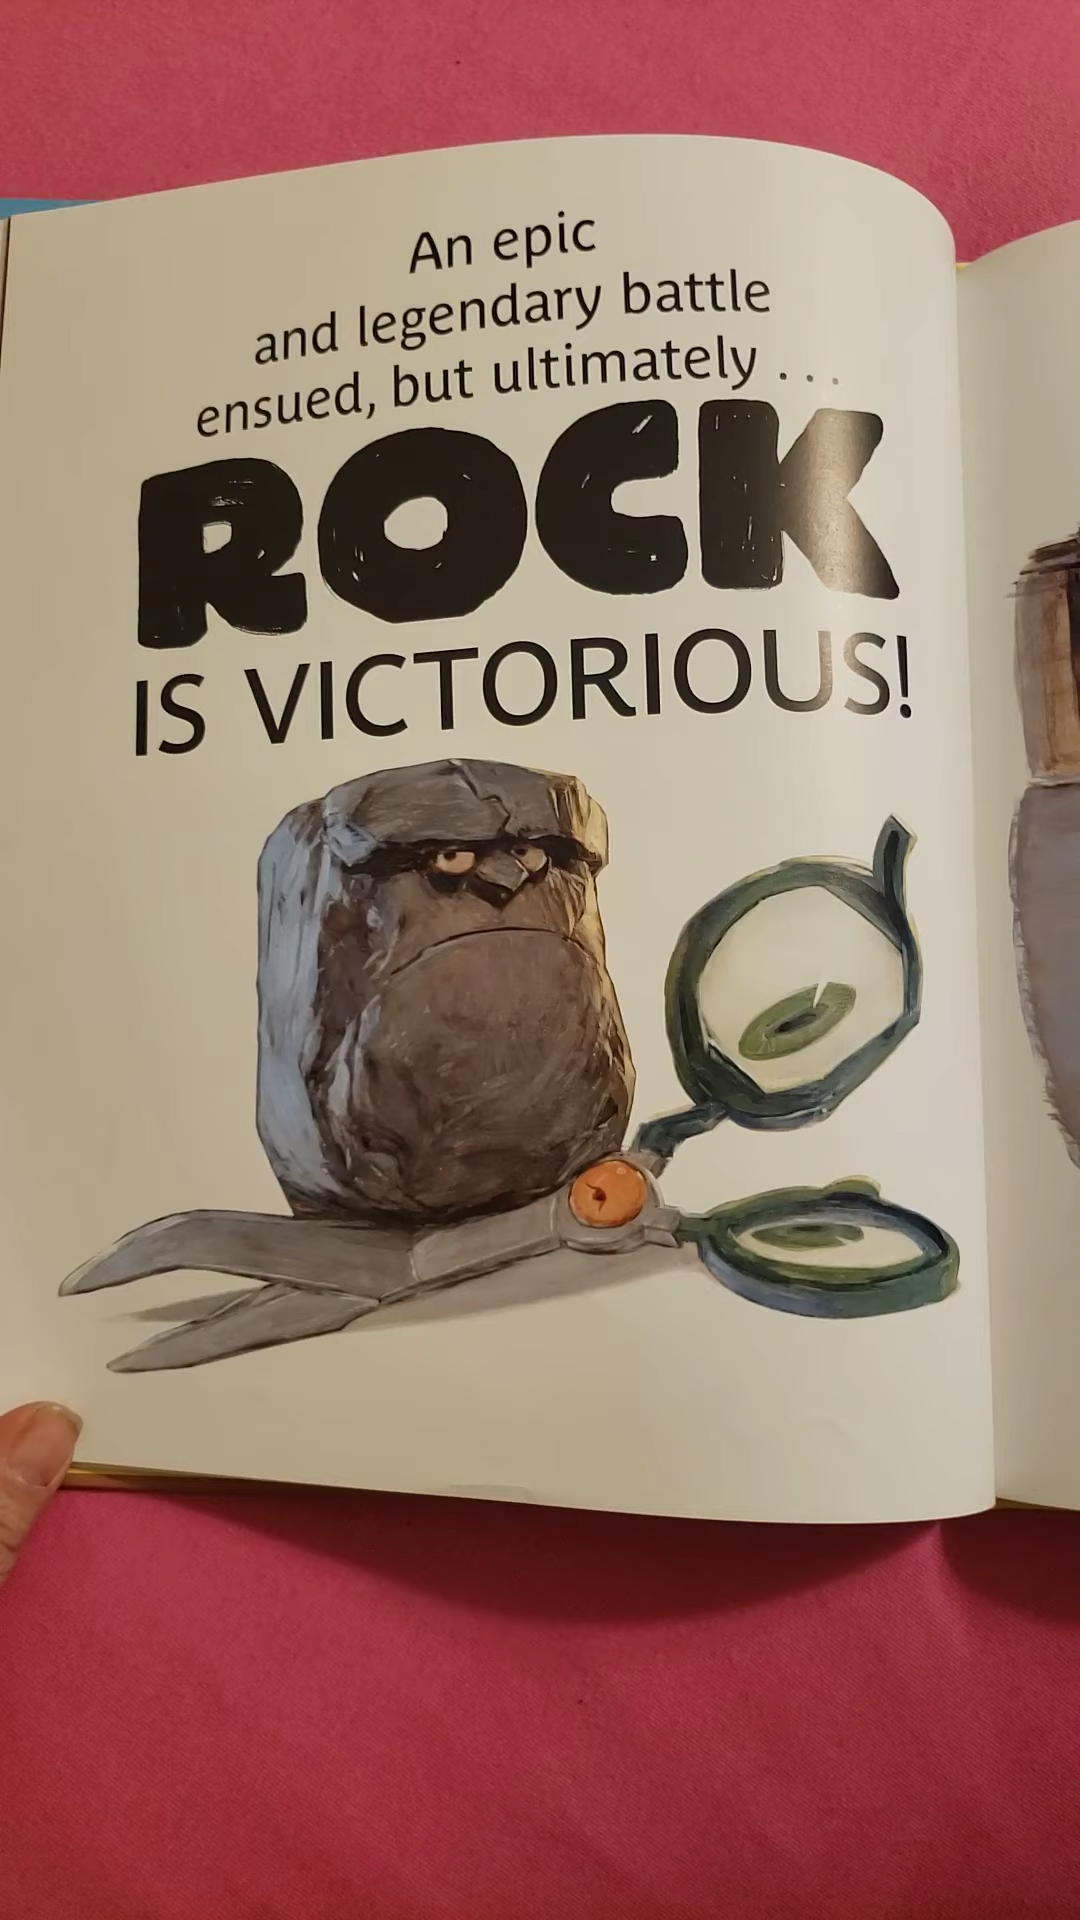 An epic
and legendary battle
ensued, but ultimately . . .
ROCK
IS VICTORIOUS!